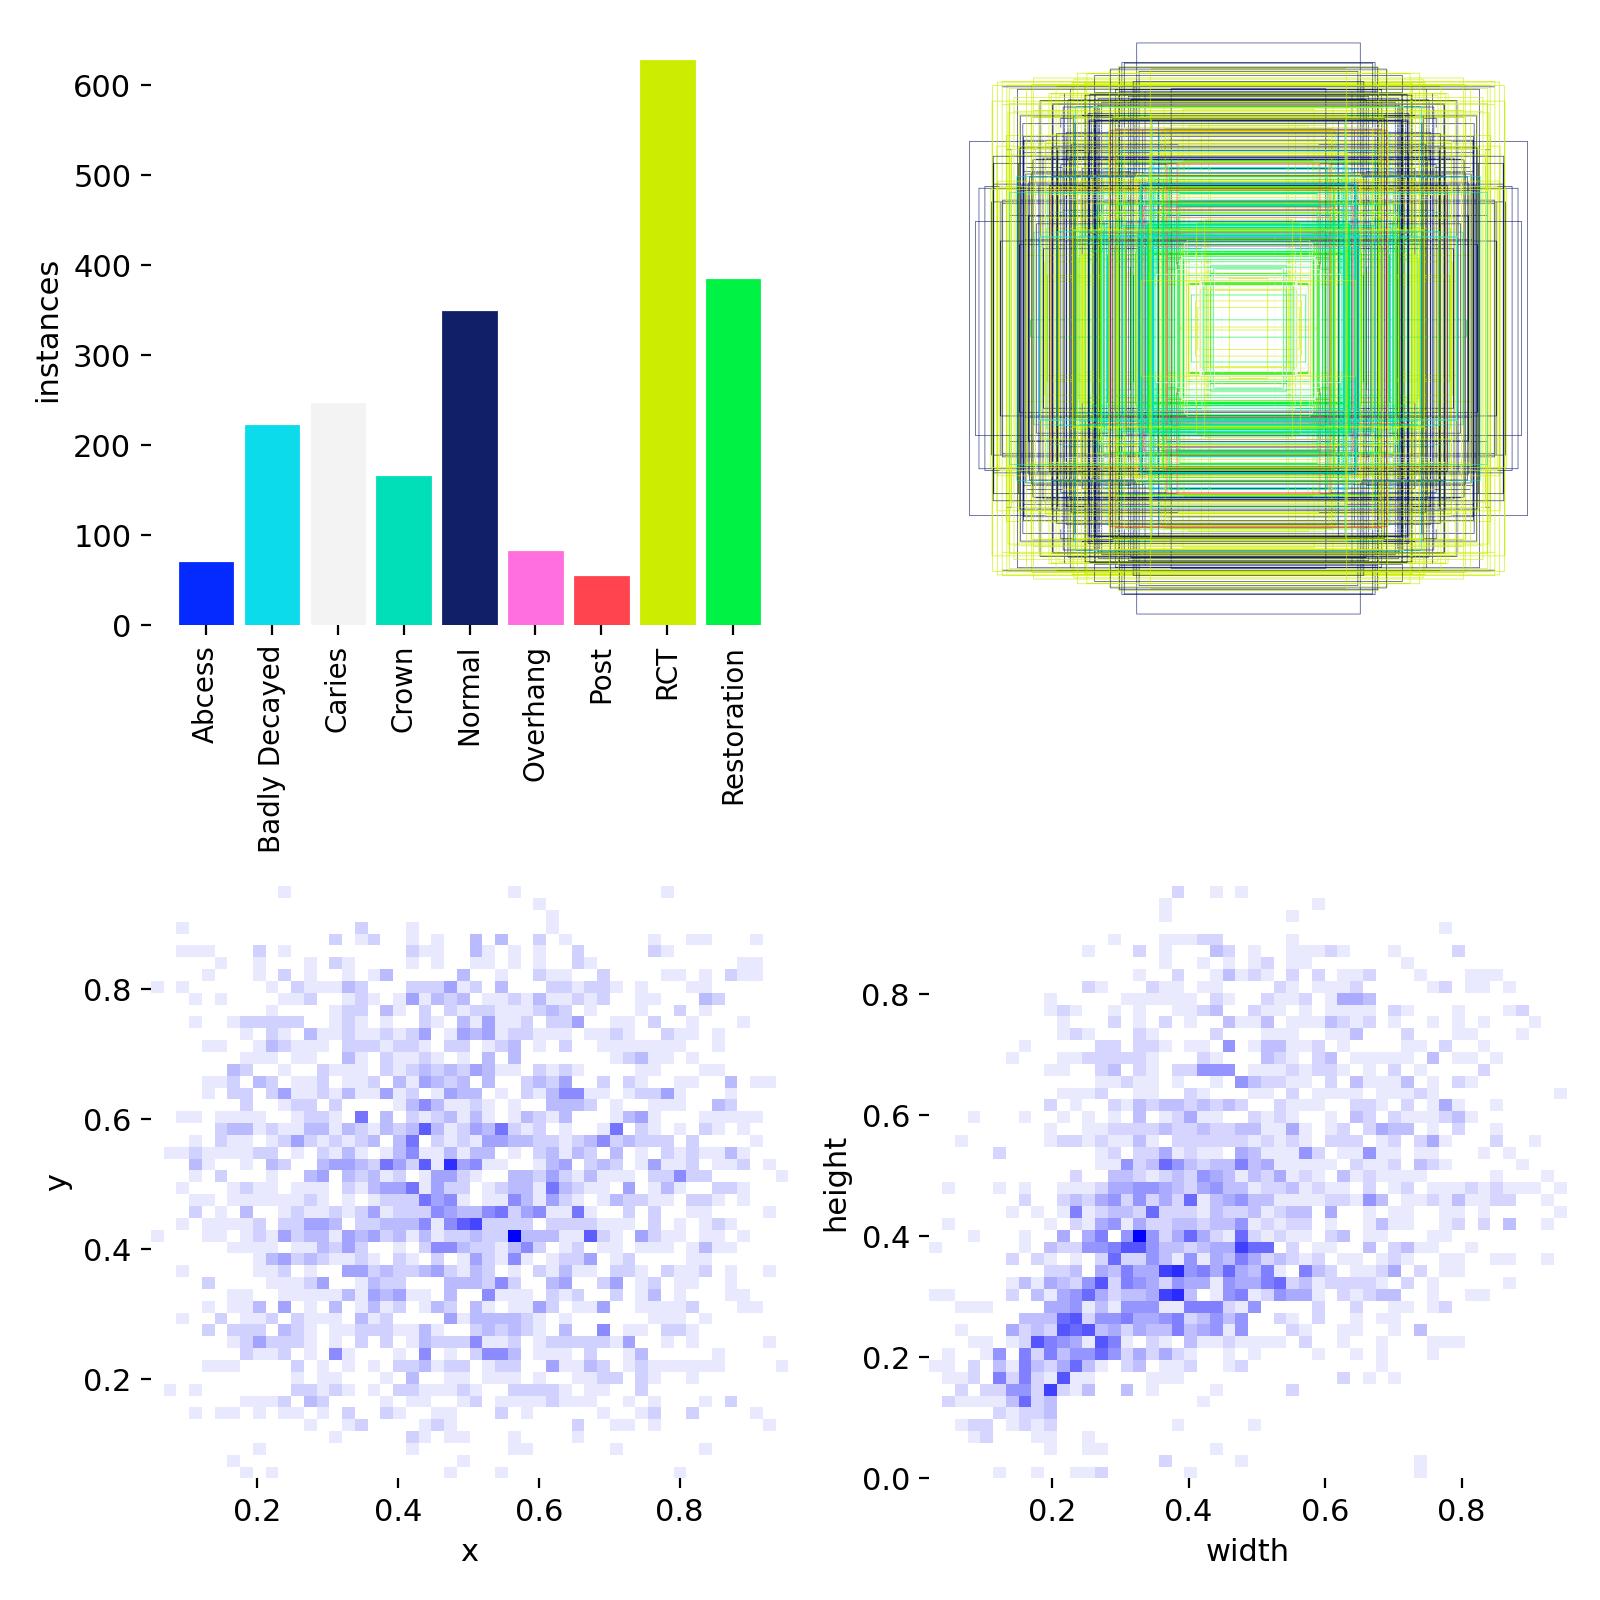 instances
600
500
400
300
200
100
0
Abcess
Badly Decayed
Caries
Crown
Normal
Overhang
Post
RCT
Restoration
y
0.8
0.6
0.4
0.2
0.2 0.4 0.6 0.8
x
height
0.8
0.6
0.4
0.2
0.0
0.2 0.4 0.6 0.8
width